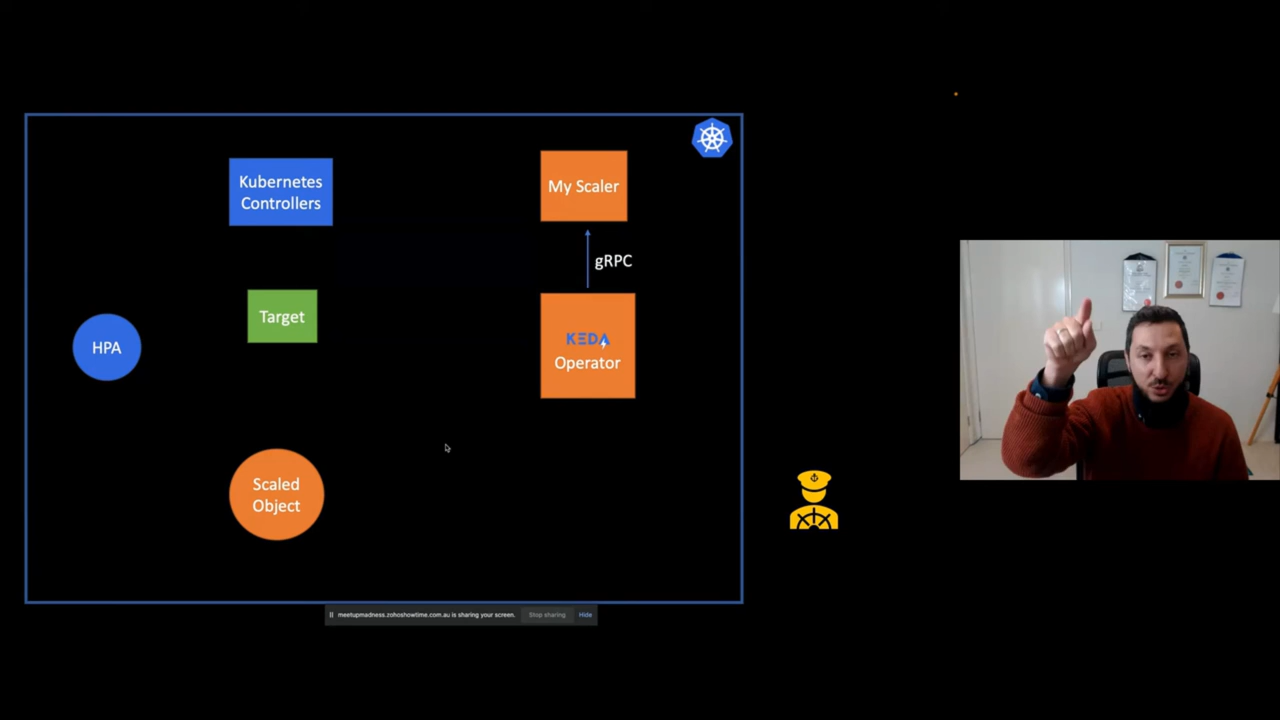 Kubernetes
Controllers
My Scaler
gRPC
Target
HPA
KEDA
Operator
Scaled
Object
meetupmadness.zohoshowtime.com.au is sharing your screen.
Stop sharing
Hide